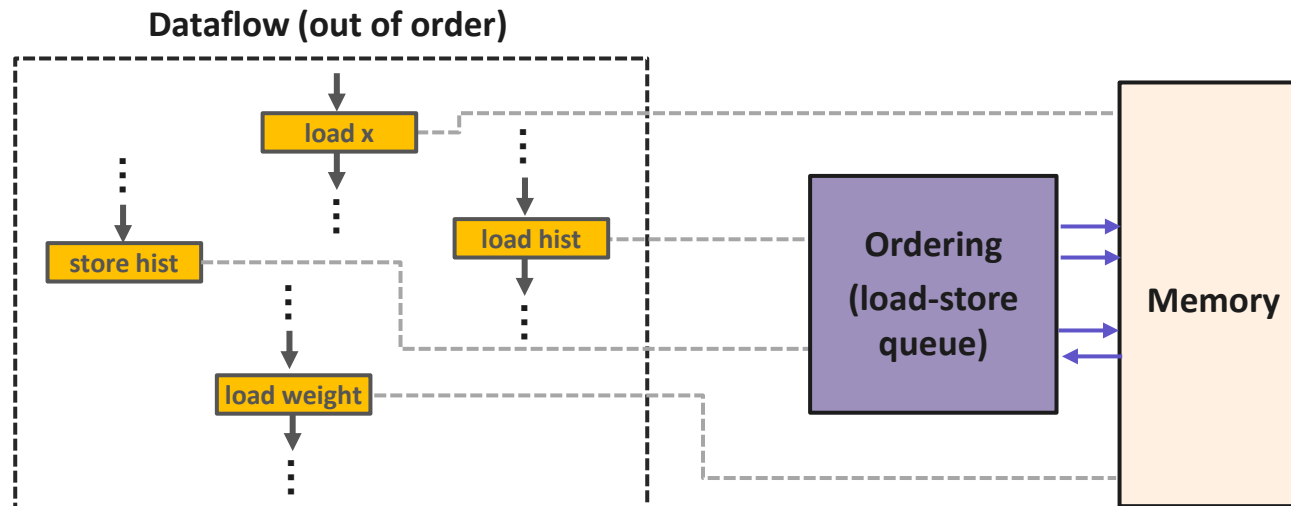 Dataflow (out of order)
load x
load hist
store hist
load weight
Ordering
(load-store
queue)
Memory